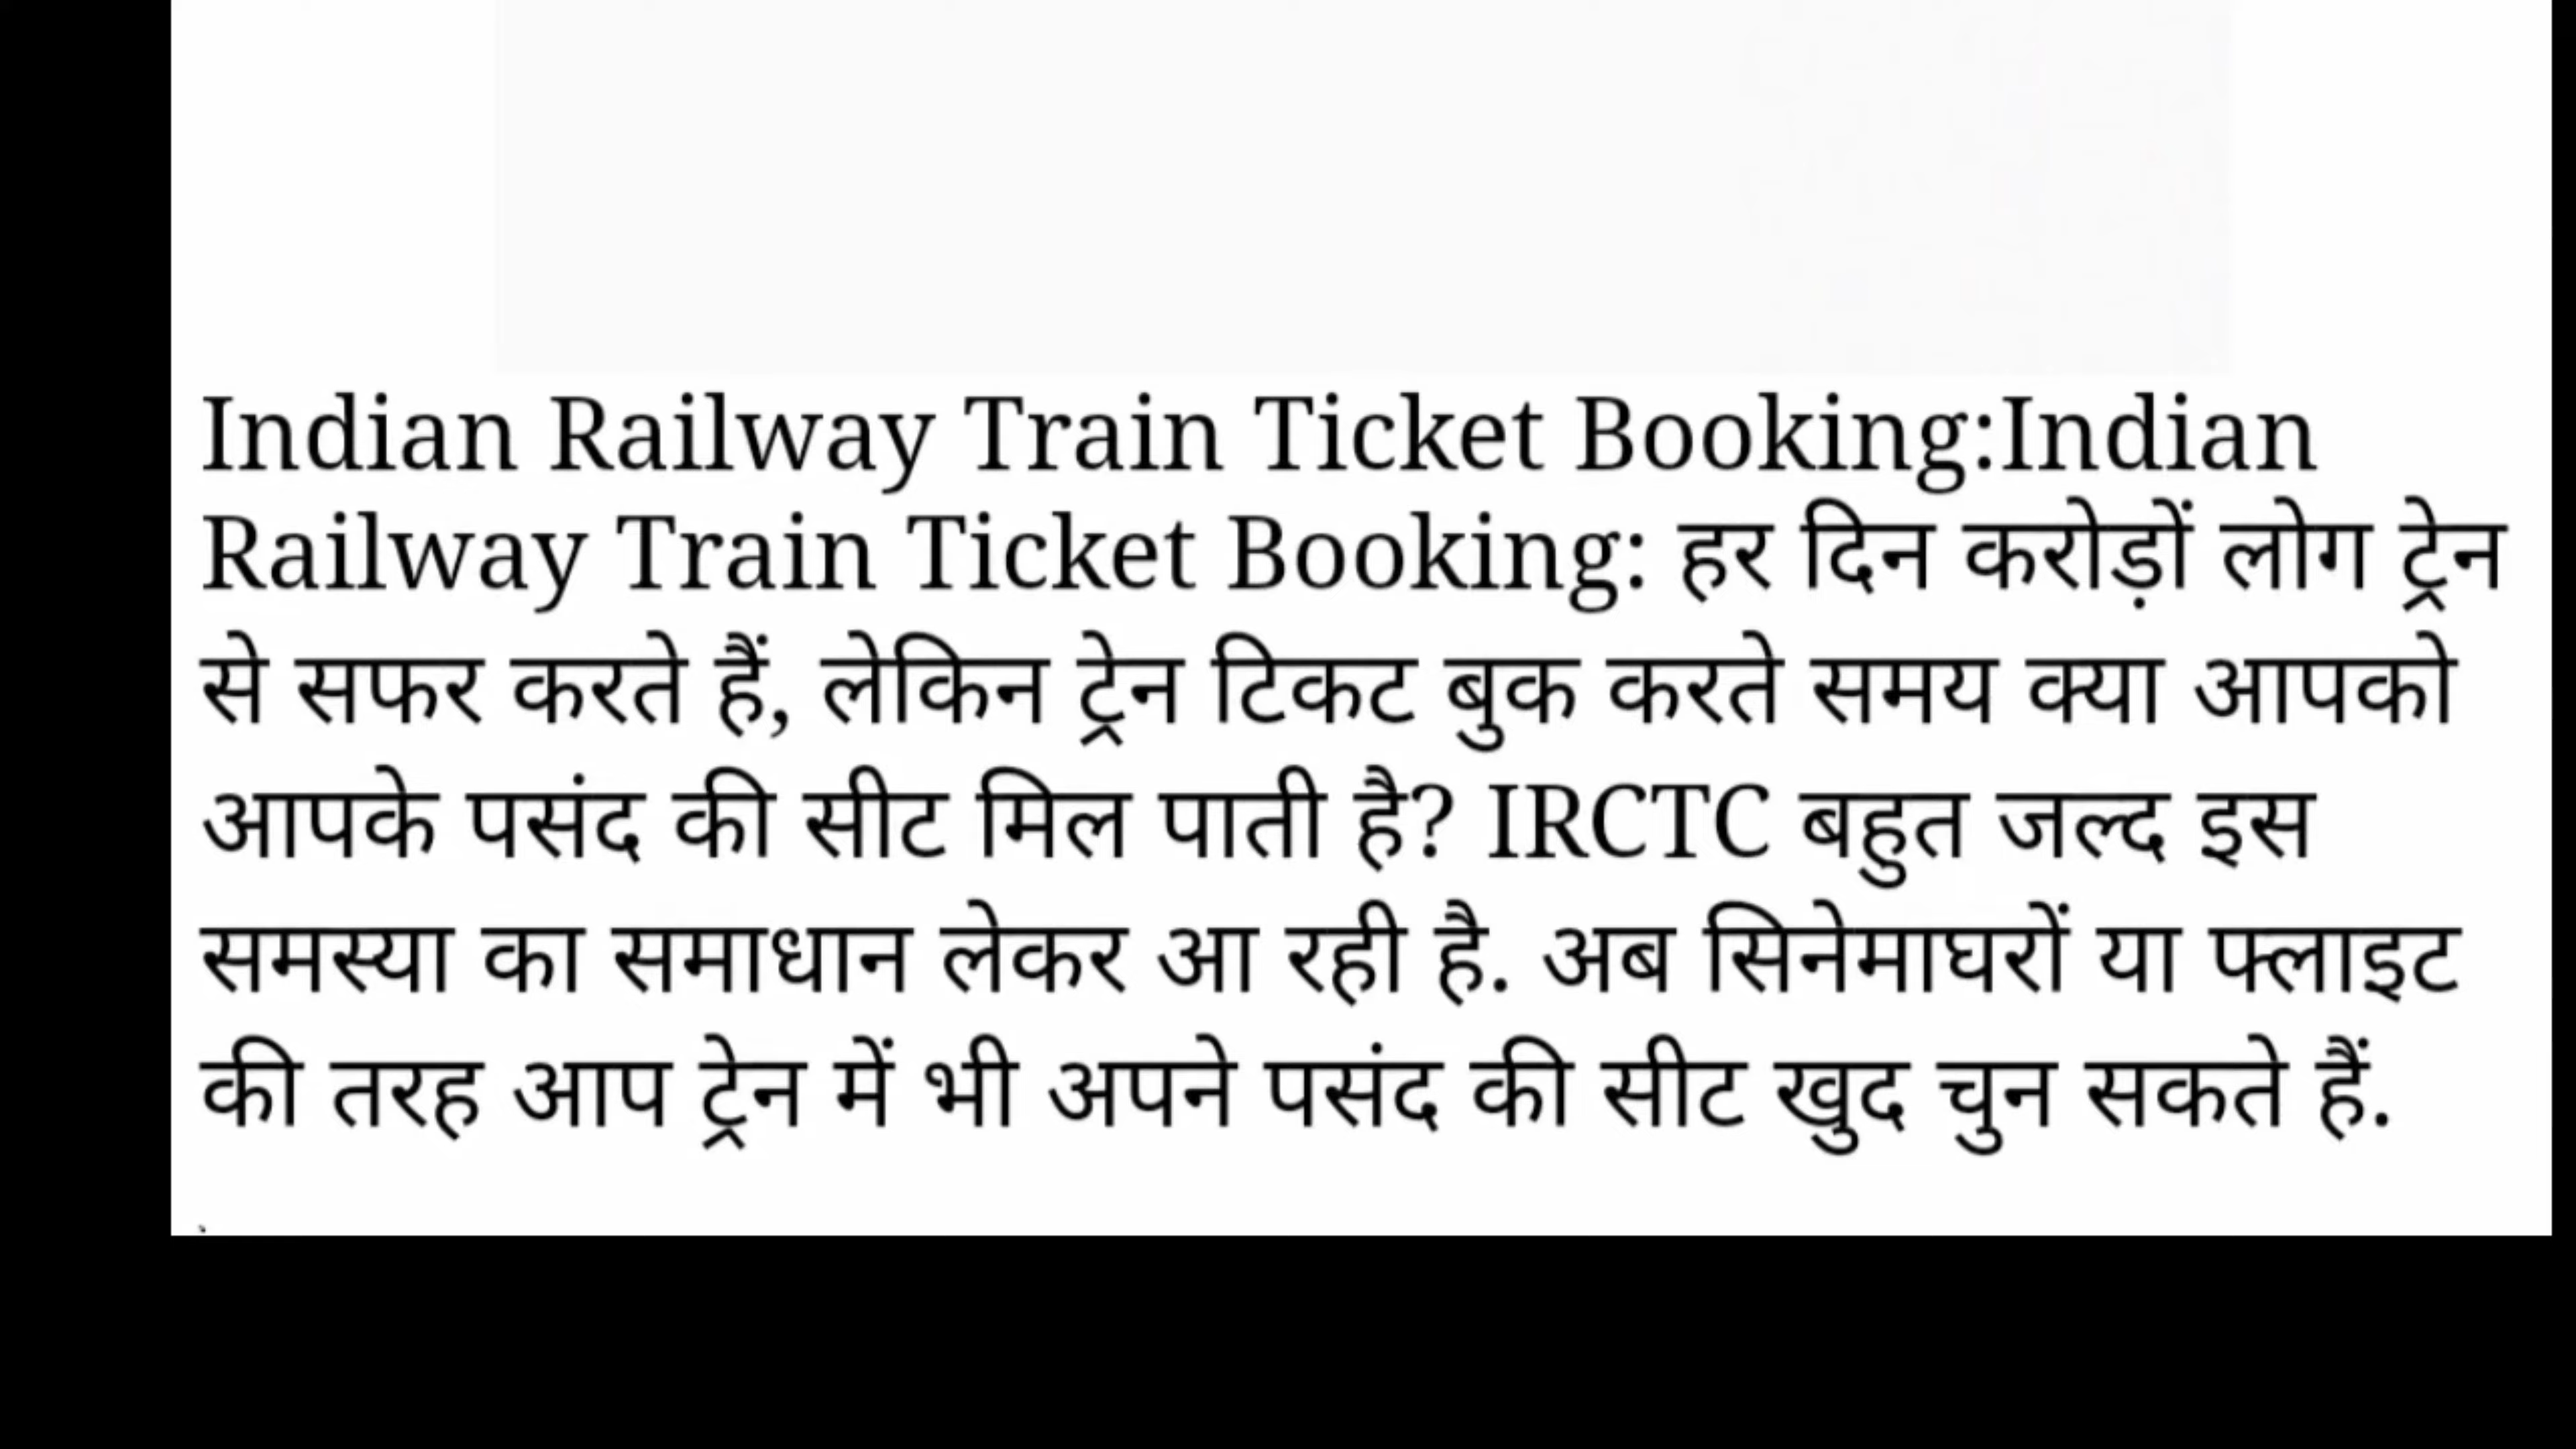 Indian Railway Train Ticket Booking:Indian
Railway Train Ticket Booking: हर दिन करोड़ों लोग ट्रेन
से सफर करते हैं, लेकिन ट्रेन टिकट बुक करते समय क्या आपको
आपके पसंद की सीट मिल पाती है? IRCTC बहुत जल्द इस
समस्या का समाधान लेकर आ रही है. अब सिनेमाघरों या फ्लाइट
की तरह आप ट्रेन में भी अपने पसंद की सीट खुद चुन सकते हैं.